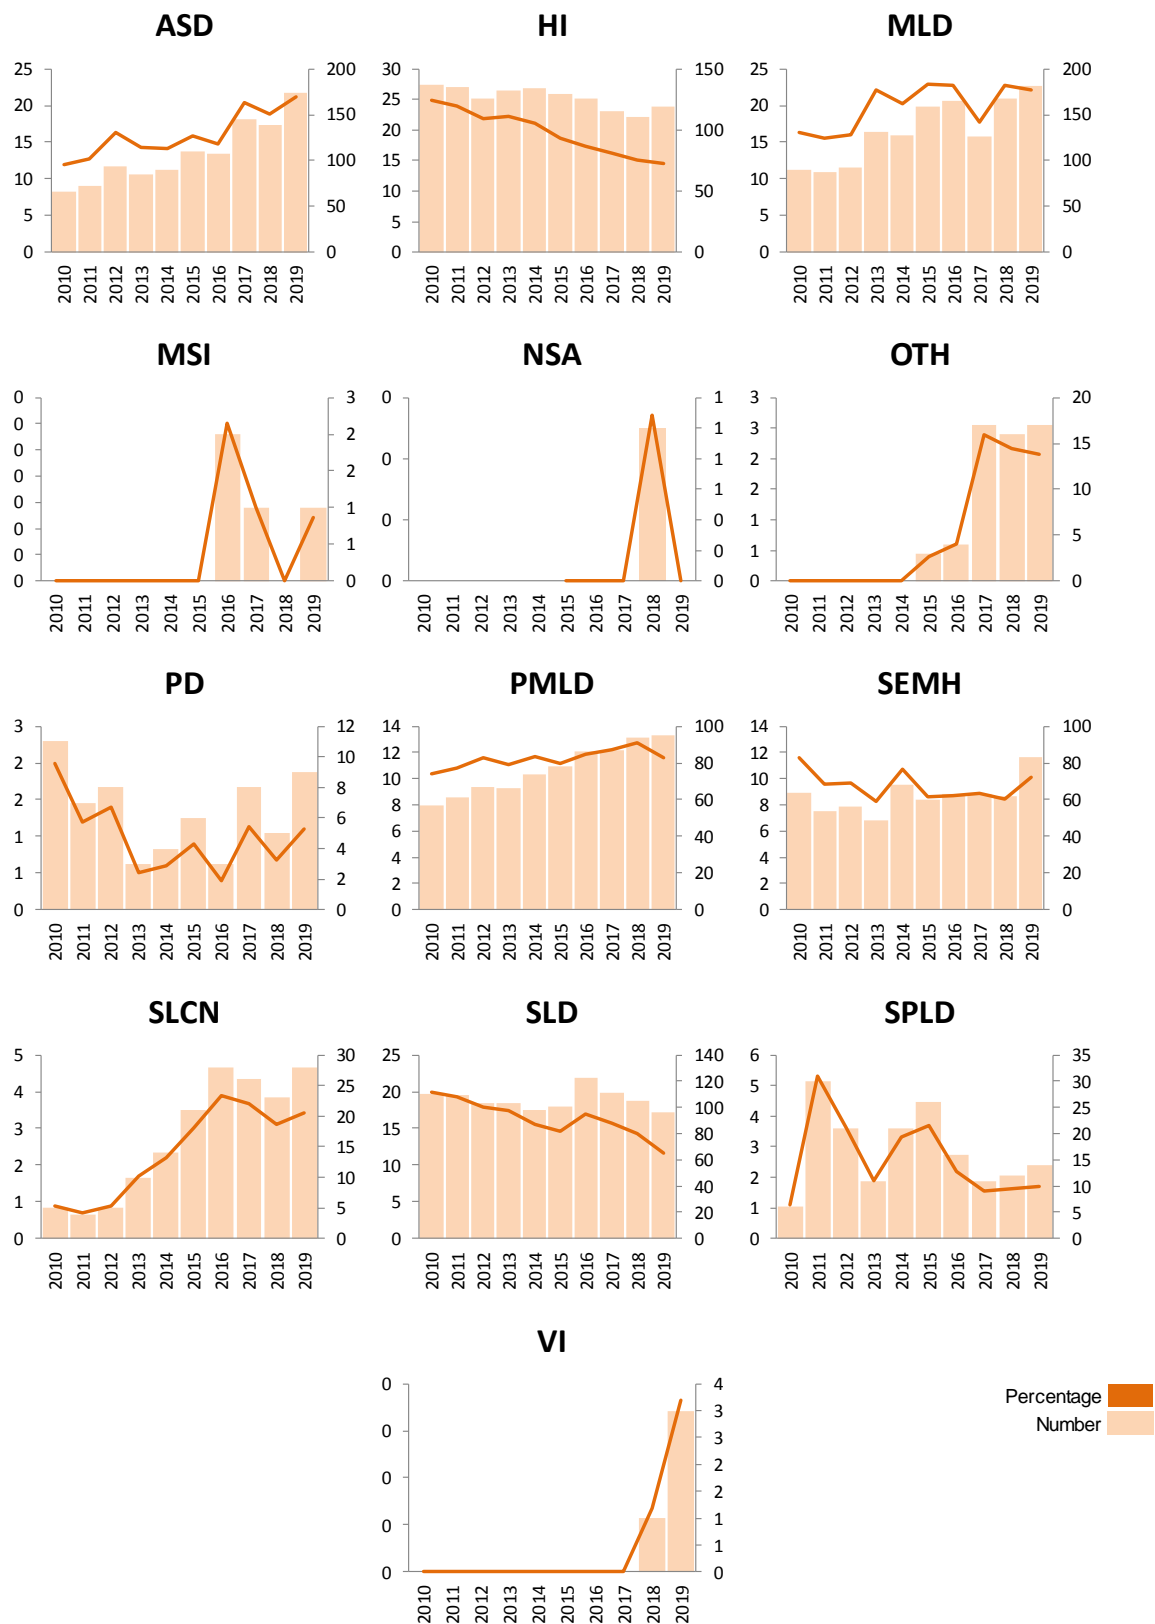 ASD HI MLD
25 200 30 150 25 200
20 150 25 100 20 150
15 100 20 50 15 100
10 50 15 0 10 50
5 0 10 5 0
0 5 0
0
2010 2011 2012 2013 2014 2015 2016 2017 2018 2019
2010 2011 2012 2013 2014 2015 2016 2017 2018 2019
2010 2011 2012 2013 2014 2015 2016 2017 2018 2019
MSI NSA OTH
0 3 0 1 3 20
0 2 0 1 3 15
0 2 0 1 2 10
0 1 0 1 2 5
0 1 0 1 0
0 0 0 1
0 0 0
0
2010 2011 2012 2013 2014 2015 2016 2017 2018 2019
2010 2011 2012 2013 2014 2015 2016 2017 2018 2019
2010 2011 2012 2013 2014 2015 2016 2017 2018 2019
PD PMLD SEMH
3 12 14 100 14 100
2 10 12 80 12 80
2 8 10 60 10 60
1 6 8 40 8 40
1 4 6 20 6 20
0 2 4 0 4 0
0 2 2
0 0
2010 2011 2012 2013 2014 2015 2016 2017 2018 2019
2010 2011 2012 2013 2014 2015 2016 2017 2018 2019
2010 2011 2012 2013 2014 2015 2016 2017 2018 2019
SLCN SLD SPLD
5 30 25 140 6 35
4 25 20 120 5 30
3 20 15 100 4 25
2 15 10 80 3 20
1 10 5 60 2 15
0 5 0 40 1 10
0 20 0 5
0 0
2010 2011 2012 2013 2014 2015 2016 2017 2018 2019
2010 2011 2012 2013 2014 2015 2016 2017 2018 2019
2010 2011 2012 2013 2014 2015 2016 2017 2018 2019
VI
0 4
0 3
0 3
0 2
0 2
1
1
0
2010 2011 2012 2013 2014 2015 2016 2017 2018 2019
Percentage
Number